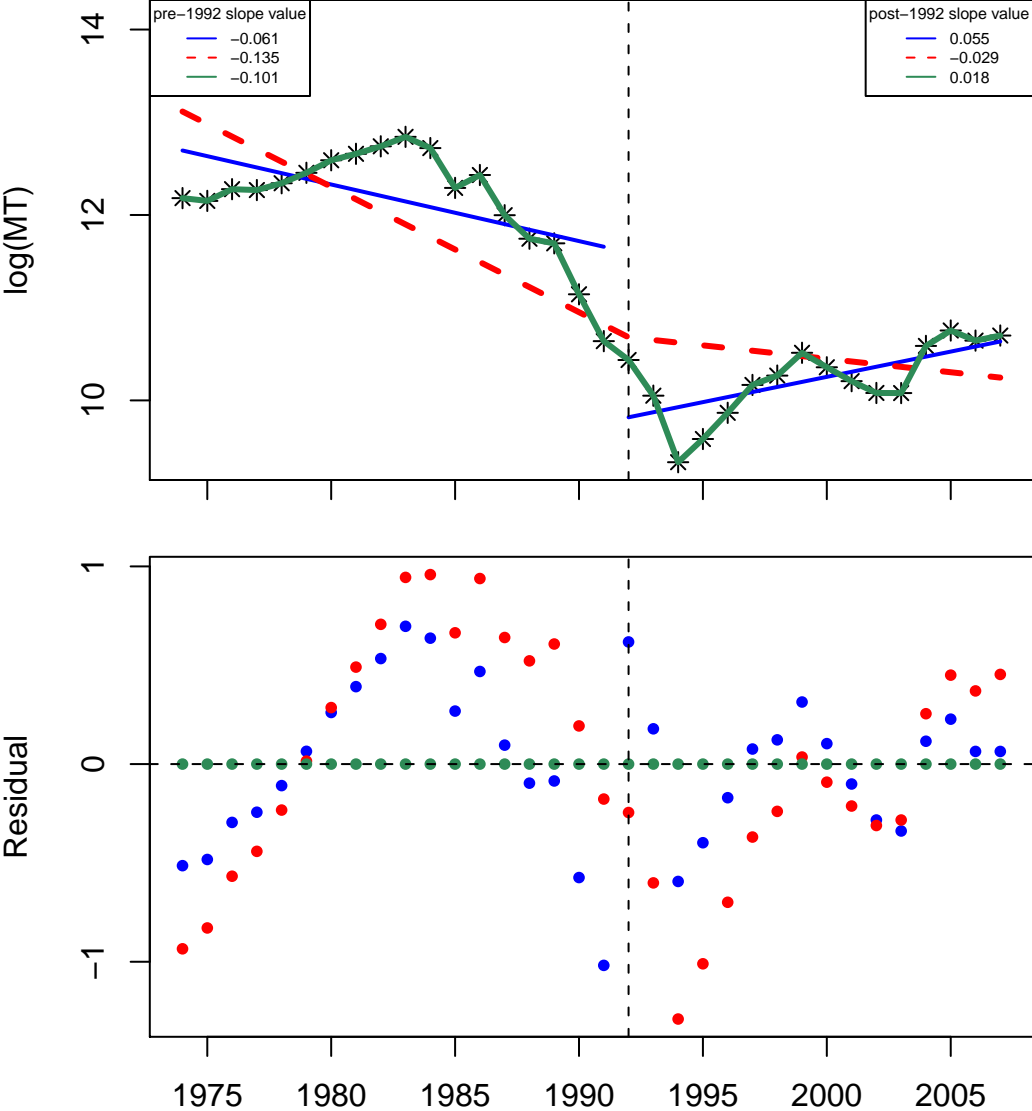 pre−1992 slope value
−0.061
−0.135
−0.101
post−1992 slope value
0.055
−0.029
0.018
log(MT)
14
12
10
Residual
1
0
−1
1975 1980 1985 1990 1995 2000 2005